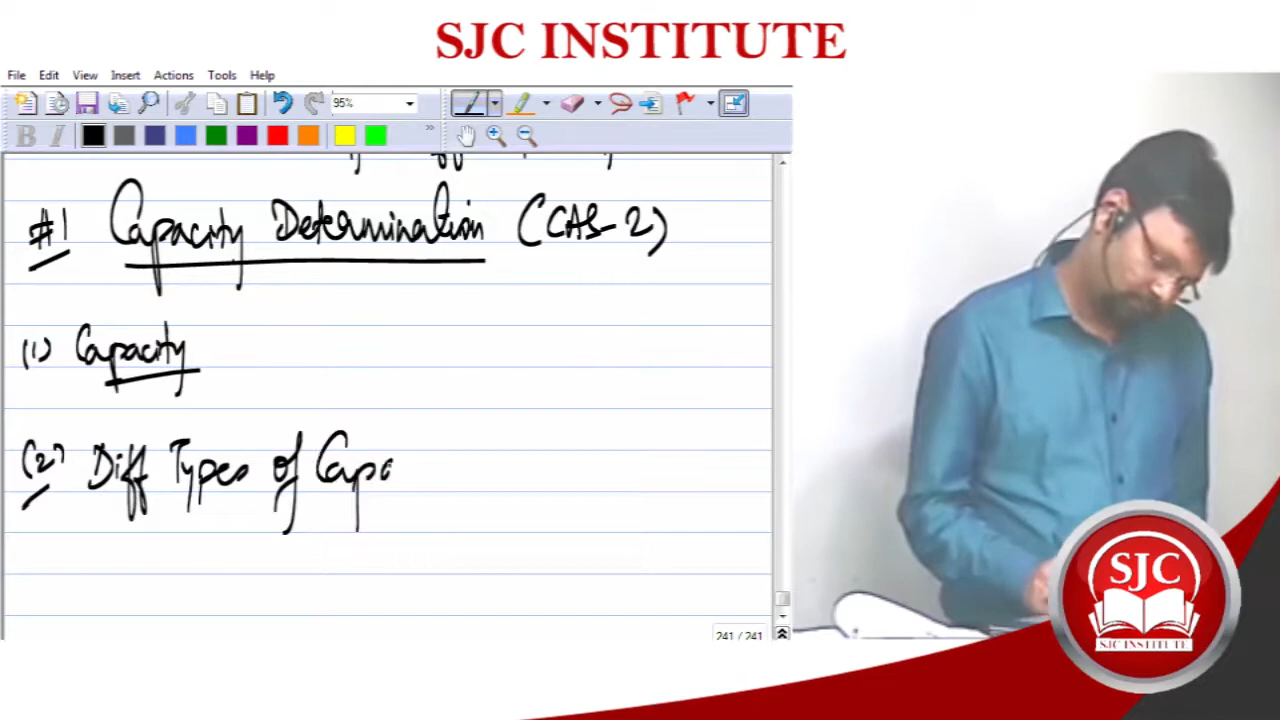 SJC INSTITUTE
File Edit View Insert Actions Tools Help
95%
B I
#1 Capacity Determination (CAS-2)
(1) Capacity
(2) Diff Types of Capa
241 / 241
SJC
SJC INSTITUTE